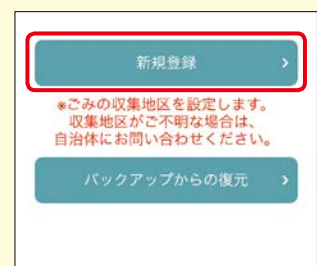 新規登録 >
※ごみの収集地区を設定します。
収集地区がご不明な場合は、
自治体にお問い合わせください。
バックアップからの復元 >